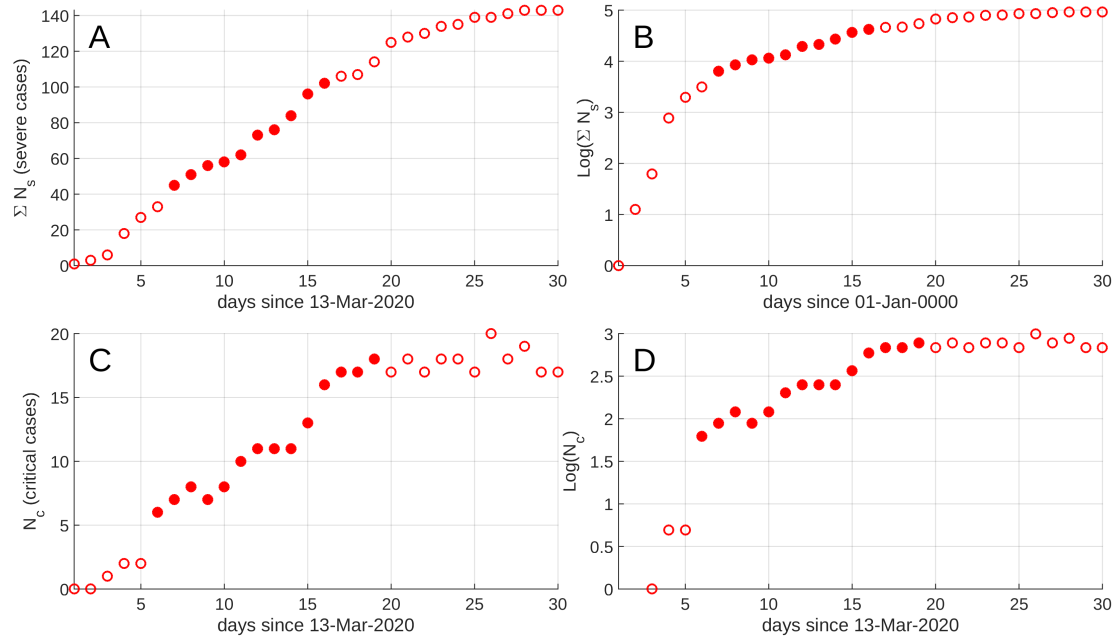 A
140
120
100
80
60
40
20
0
Σ N_s (severe cases)
5 10 15 20 25 30
days since 13-Mar-2020
B
5
4
3
2
1
0
Log(Σ N_s)
5 10 15 20 25 30
days since 01-Jan-0000
C
20
15
10
5
0
N_c (critical cases)
5 10 15 20 25 30
days since 13-Mar-2020
D
3
2.5
2
1.5
1
0.5
0
Log(N_c)
5 10 15 20 25 30
days since 13-Mar-2020